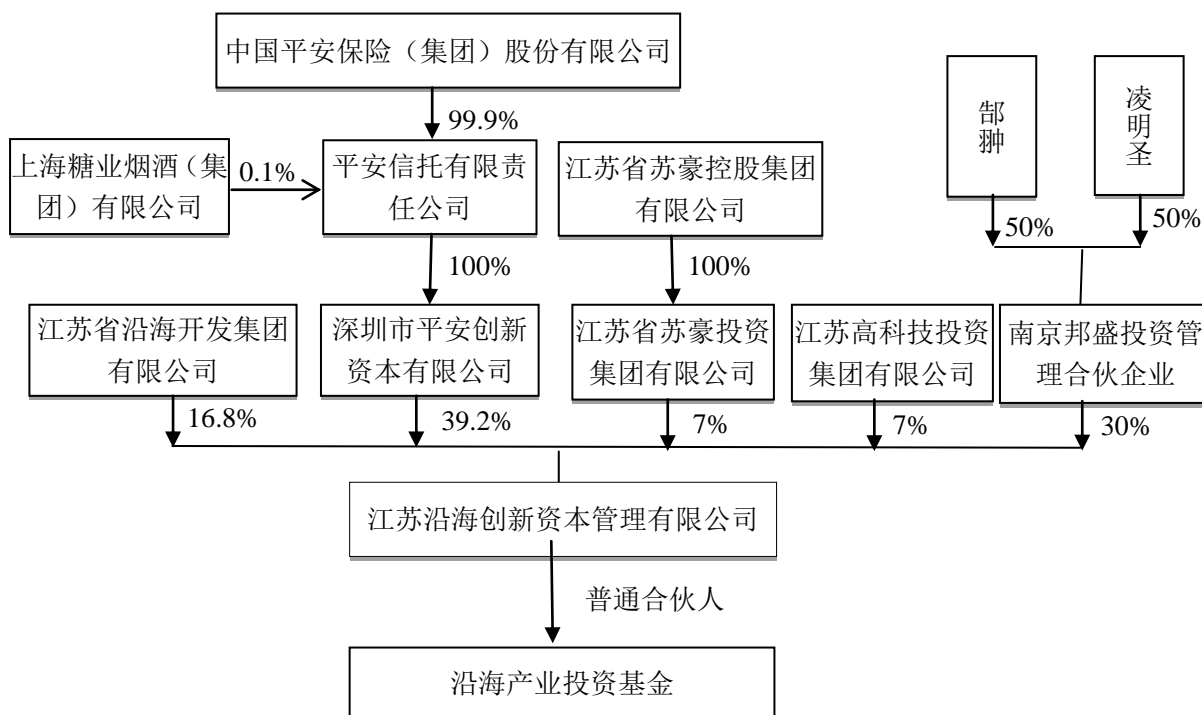 中国平安保险（集团）股份有限公司
郜翀
凌明圣
99.9%
上海糖业烟酒（集
团）有限公司
0.1%
平安信托有限责
任公司
江苏省苏豪控股集团
有限公司
50%
50%
100%
100%
江苏省沿海开发集团
有限公司
深圳市平安创新
资本有限公司
江苏省苏豪投资
集团有限公司
江苏高科技投资
集团有限公司
南京邦盛投资管
理合伙企业
16.8%
39.2%
7%
7%
30%
江苏沿海创新资本管理有限公司
普通合伙人
沿海产业投资基金